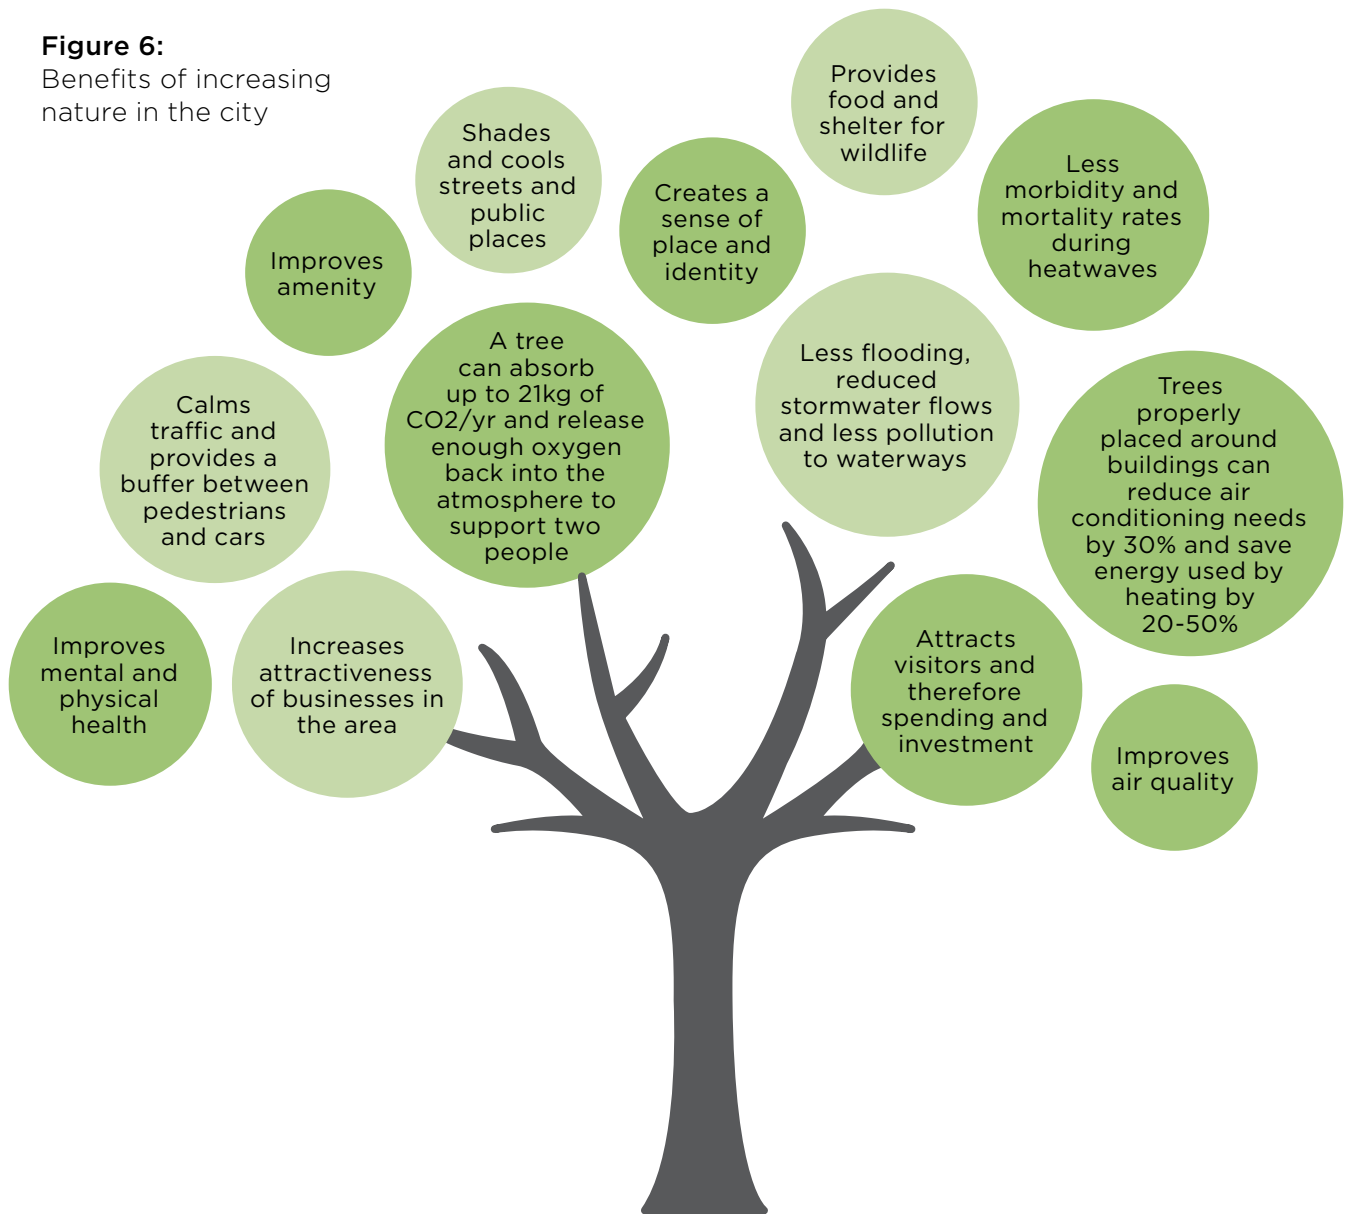 Figure 6:
Benefits of increasing
nature in the city
Provides
food and
shelter for
wildlife
Shades
and cools
streets and
public
places
Less
morbidity and
mortality rates
during
heatwaves
Creates a
sense of
place and
identity
Improves
amenity
A tree
can absorb
up to 21kg of
CO2/yr and release
enough oxygen
back into the
atmosphere to
support two
people
Less flooding,
reduced
stormwater flows
and less pollution
to waterways
Trees
properly
placed around
buildings can
reduce air
conditioning needs
by 30% and save
energy used by
heating by
20-50%
Calms
traffic and
provides a
buffer between
pedestrians
and cars
Improves
mental and
physical
health
Increases
attractiveness
of businesses in
the area
Attracts
visitors and
therefore
spending and
investment
Improves
air quality